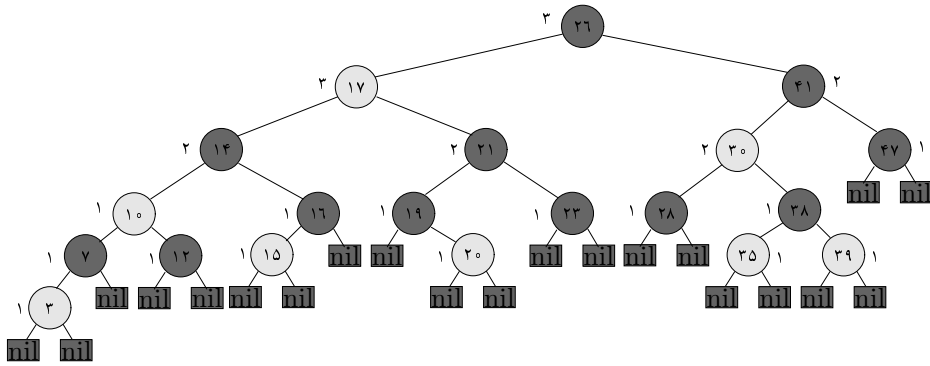 ۳ ۲۶
۳ ۱۷ ۴۱ ۲
۲ ۱۴ ۲ ۲۱ ۲ ۳۰ ۴۷ ۱
nil nil
۱ ۱۰ ۱ ۱۶ ۱ ۱۹ ۱ ۲۳ ۱ ۲۸ ۱ ۳۸
۱ ۷ ۱ ۱۲ ۱ ۱۵ nil nil ۱ ۲۰ nil nil nil nil ۳۵ ۱ ۳۹ ۱
nil nil nil nil nil nil nil nil nil nil nil
۱ ۳
nil nil